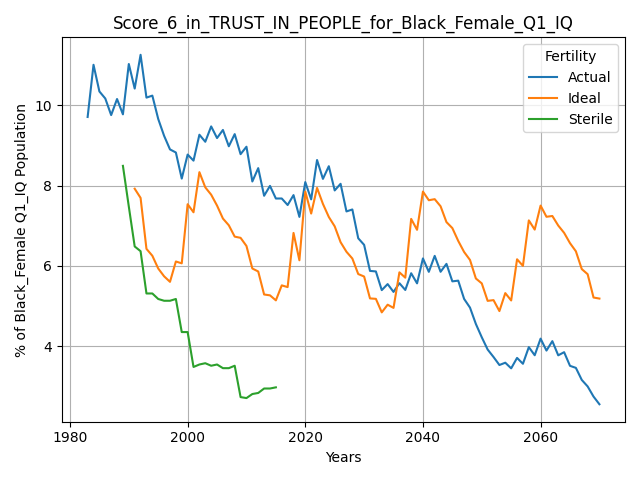 Score_6_in_TRUST_IN_PEOPLE_for_Black_Female_Q1_IQ
Fertility
Actual
Ideal
Sterile
% of Black_Female Q1_IQ Population
10
8
6
4
1980
2000
2020
2040
2060
Years